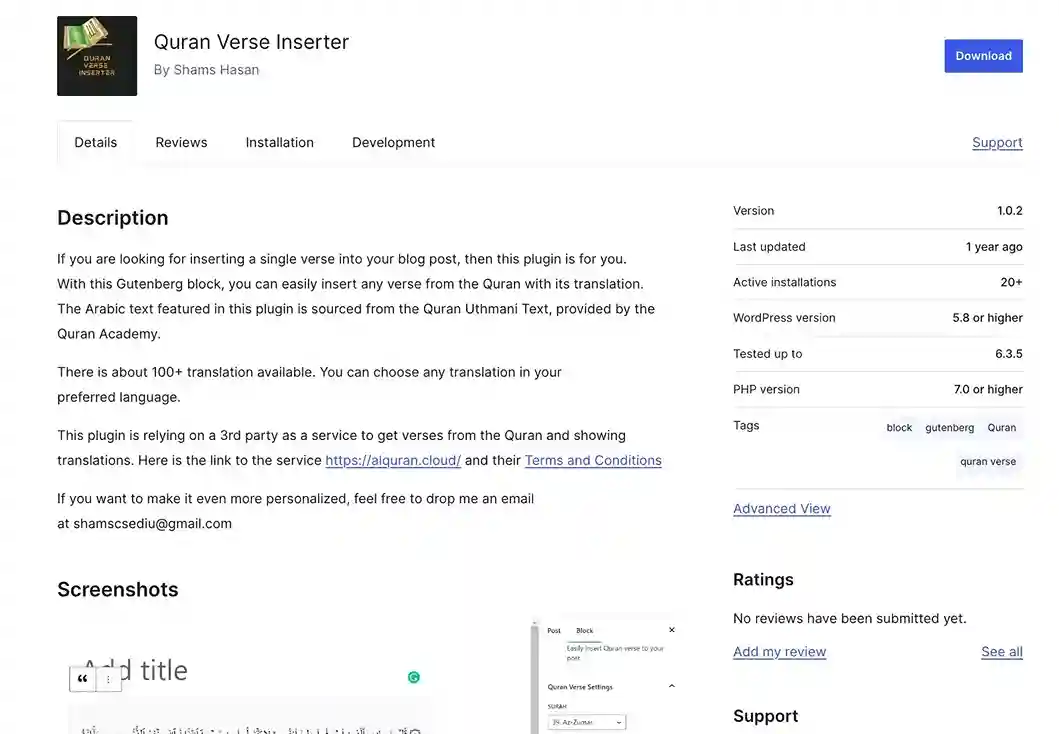 QURAN
VERSE
INSERTER
Quran Verse Inserter
By Shams Hasan
Download
Details Reviews Installation Development Support
Description
If you are looking for inserting a single verse into your blog post, then this plugin is for you.
With this Gutenberg block, you can easily insert any verse from the Quran with its translation.
The Arabic text featured in this plugin is sourced from the Quran Uthmani Text, provided by the
Quran Academy.
There is about 100+ translation available. You can choose any translation in your
preferred language.
This plugin is relying on a 3rd party as a service to get verses from the Quran and showing
translations. Here is the link to the service https://alquran.cloud/ and their Terms and Conditions
If you want to make it even more personalized, feel free to drop me an email
at shamscsediu@gmail.com
Screenshots
Add title
Post Block
Easily Insert Quran verse to your
post
Quran Verse Settings
SURAH
39. Az-Zumar
Version 1.0.2
Last updated 1 year ago
Active installations 20+
WordPress version 5.8 or higher
Tested up to 6.3.5
PHP version 7.0 or higher
Tags block gutenberg Quran
quran verse
Advanced View
Ratings
No reviews have been submitted yet.
Add my review See all
Support